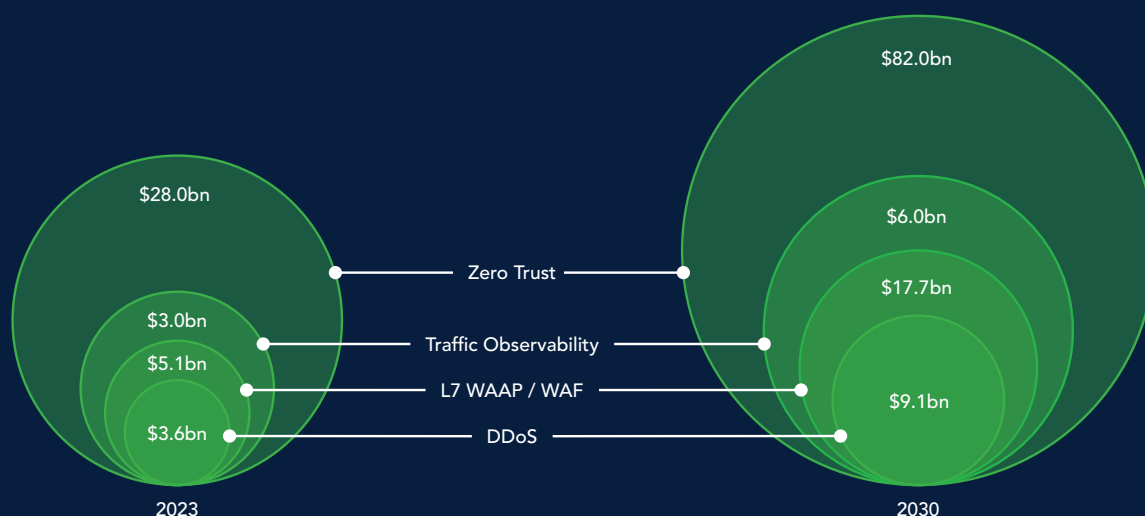 $82.0bn
$28.0bn
$6.0bn
Zero Trust
$17.7bn
$3.0bn
Traffic Observability
$5.1bn
L7 WAAP / WAF
$9.1bn
$3.6bn
DDoS
2023
2030